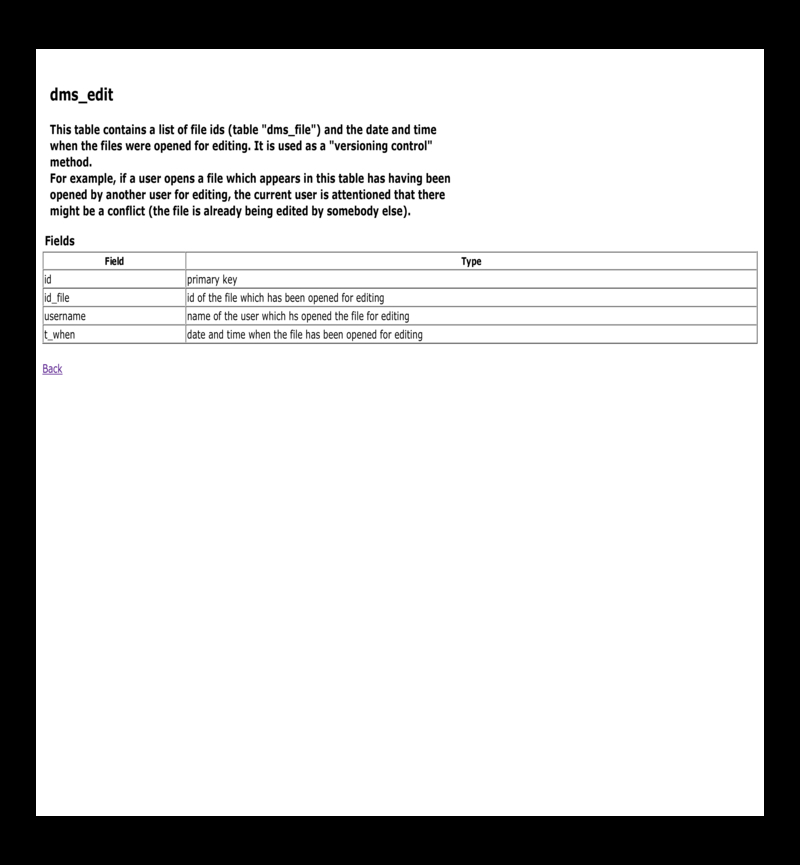 dms_edit
This table contains a list of file ids (table "dms_file") and the date and time
when the files were opened for editing. It is used as a "versioning control"
method.
For example, if a user opens a file which appears in this table has having been
opened by another user for editing, the current user is attentioned that there
might be a conflict (the file is already being edited by somebody else).
Fields
Field Type
id primary key
id_file id of the file which has been opened for editing
username name of the user which hs opened the file for editing
t_when date and time when the file has been opened for editing
Back